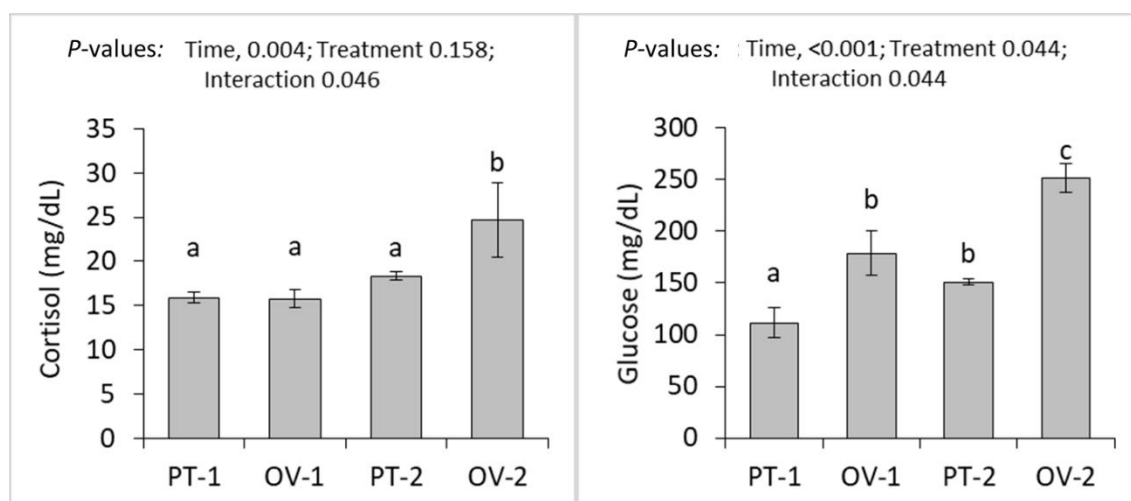 P-values: Time, 0.004; Treatment 0.158;
Interaction 0.046
Cortisol (mg/dL)
35
30
25
20
15
10
5
0
a
a
a
b
PT-1 OV-1 PT-2 OV-2
P-values: : Time, <0.001; Treatment 0.044;
Interaction 0.044
Glucose (mg/dL)
300
250
200
150
100
50
0
a
b
b
c
PT-1 OV-1 PT-2 OV-2